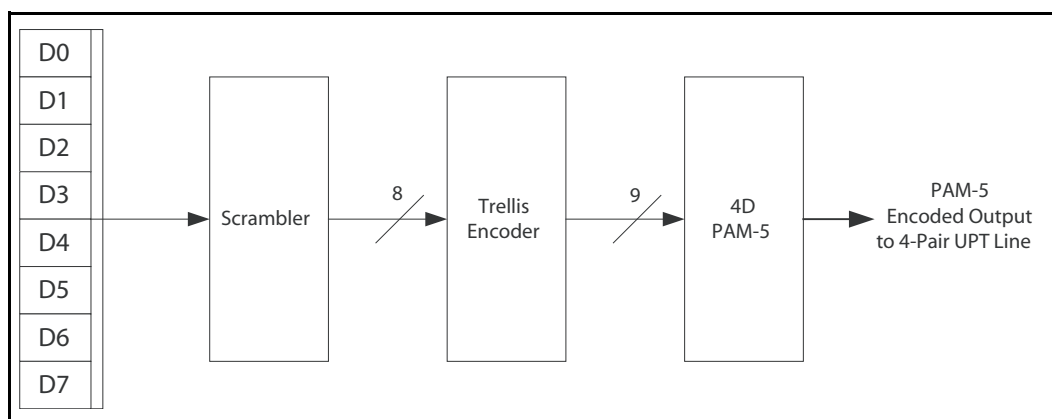 D0
D1
D2
D3
D4
D5
D6
D7
Scrambler
8
Trellis
Encoder
9
4D
PAM-5
PAM-5
Encoded Output
to 4-Pair UPT Line